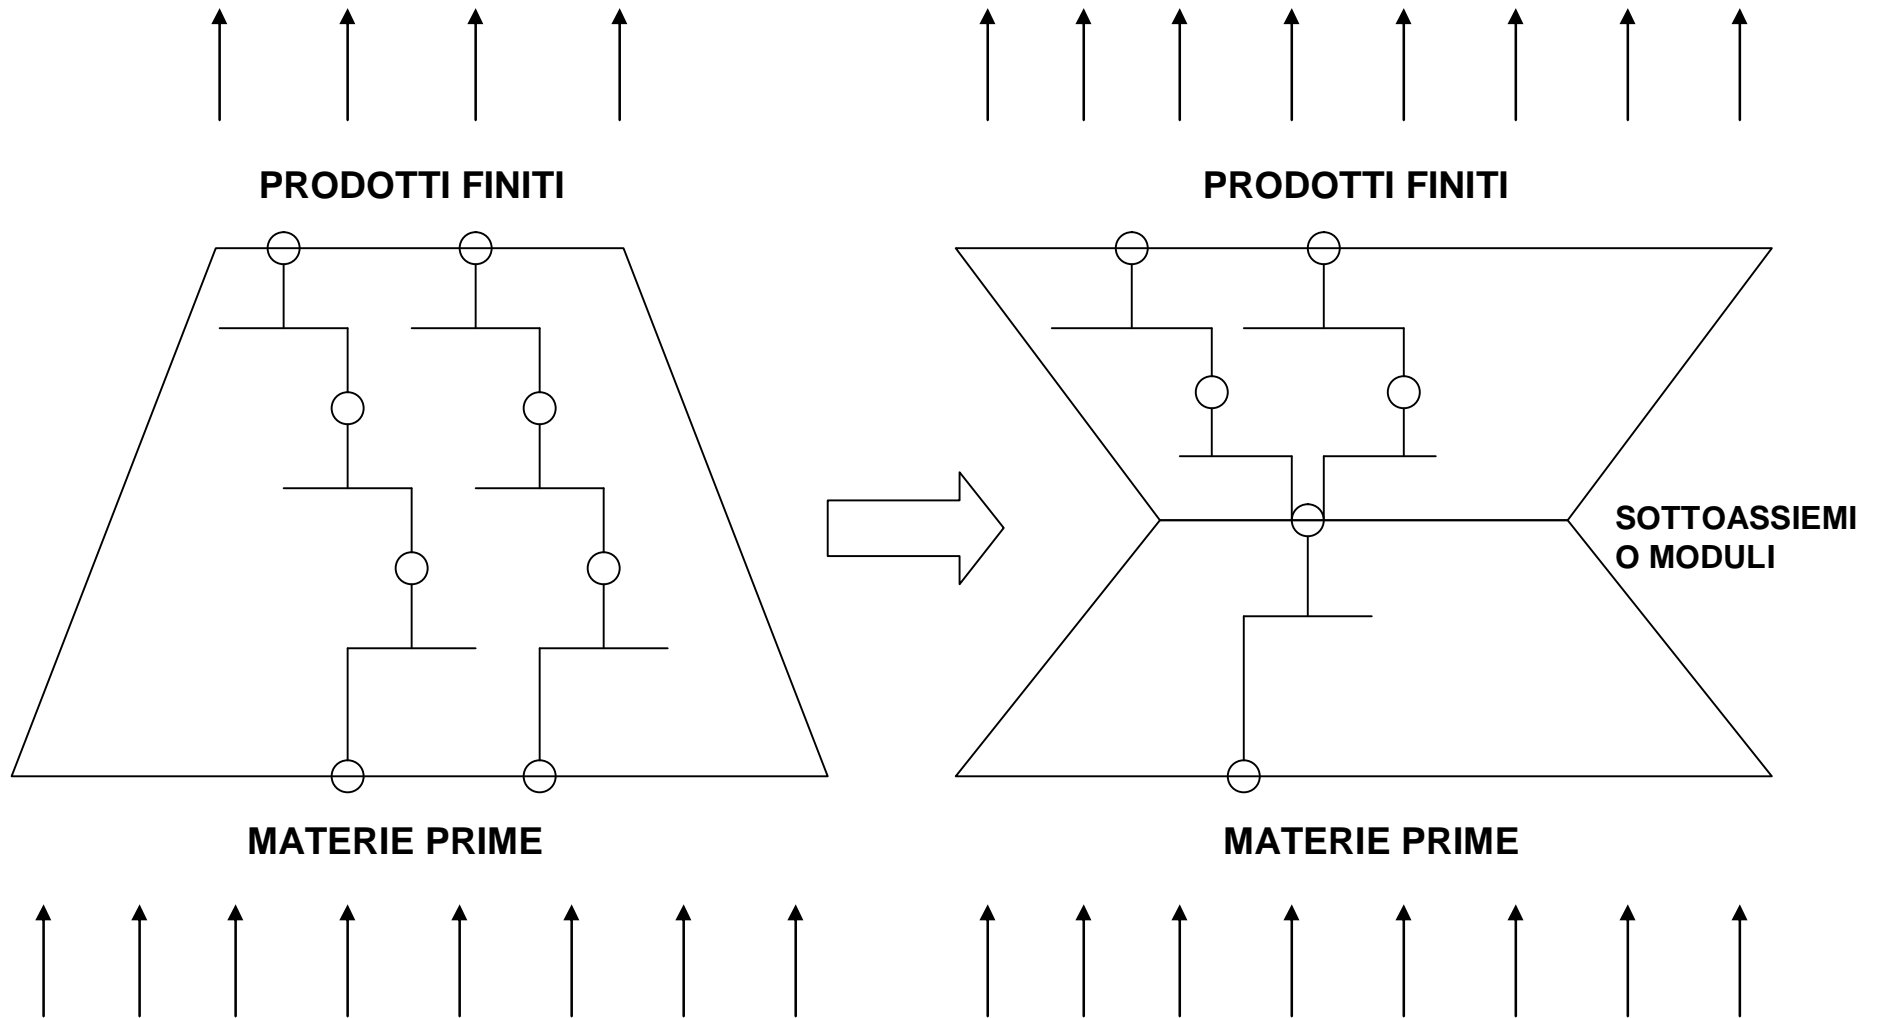 PRODOTTI FINITI
PRODOTTI FINITI
SOTTOASSIEMI
O MODULI
MATERIE PRIME
MATERIE PRIME